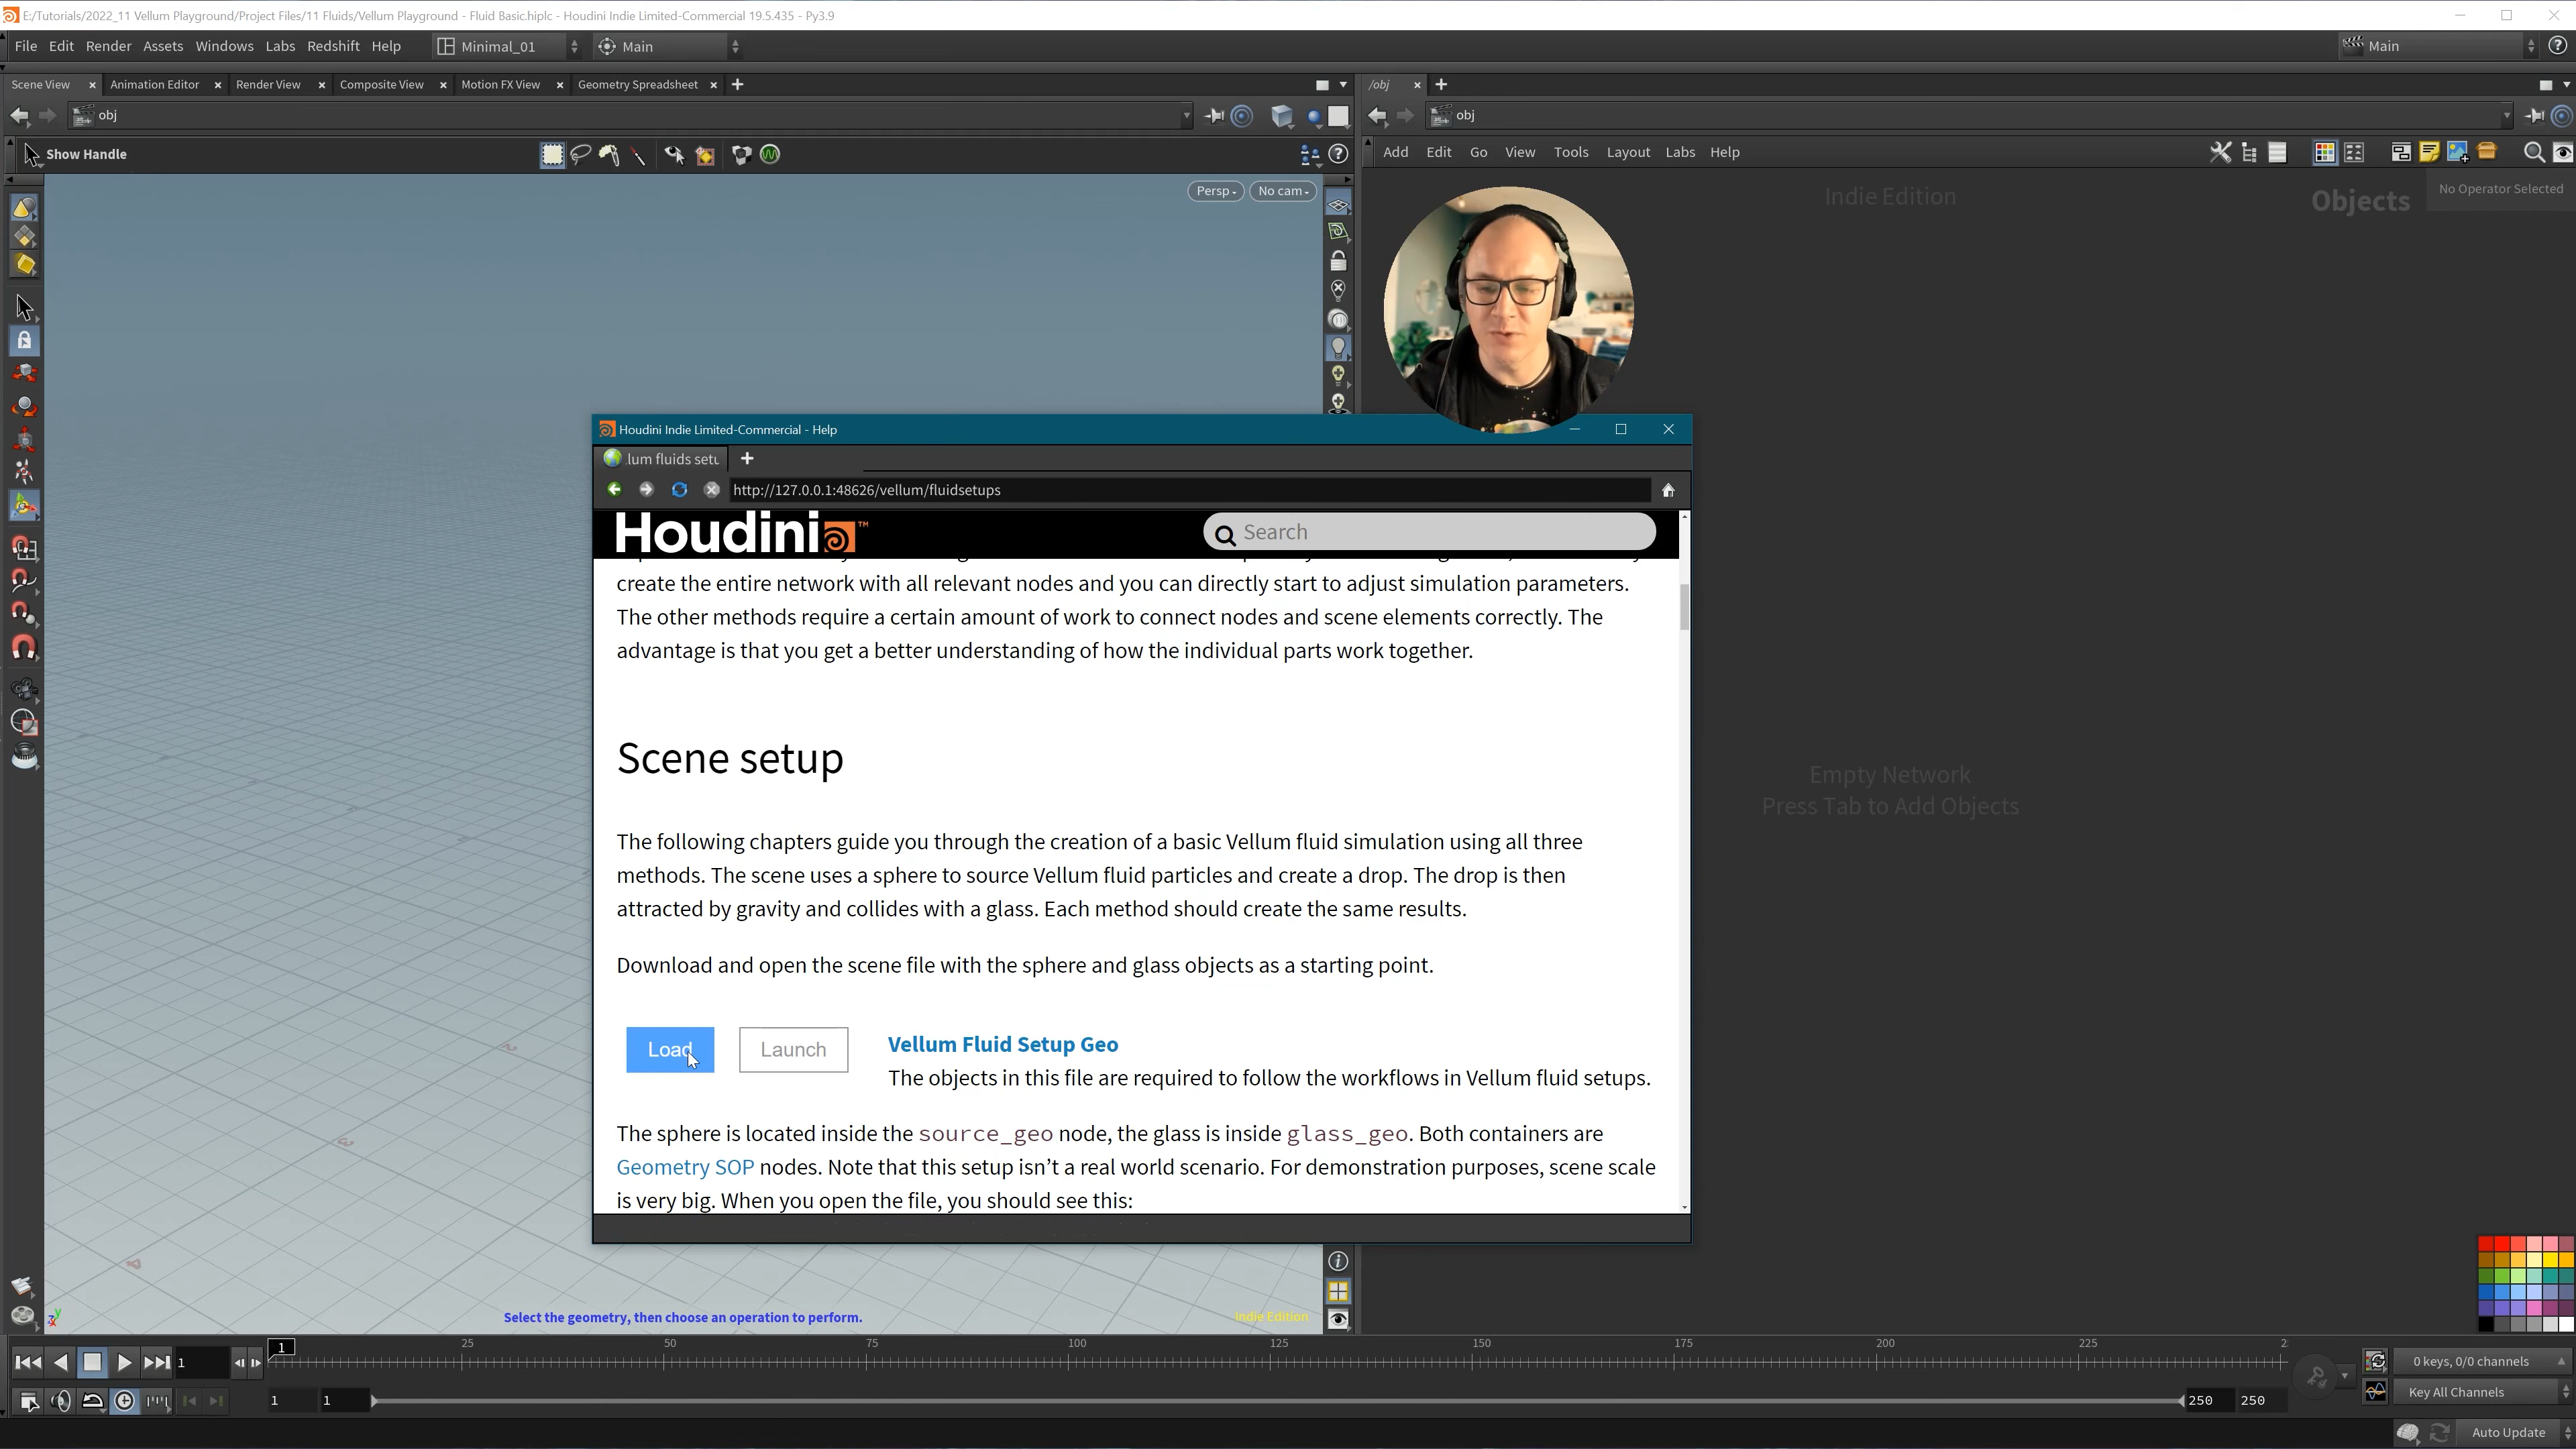 E:/Tutorials/2022_11 Vellum Playground/Project Files/11 Fluids/Vellum Playground - Fluid Basic.hiplc - Houdini Indie Limited-Commercial 19.5.435 - Py3.9
File Edit Render Assets Windows Labs Redshift Help Minimal_01 Main Main
Scene View Animation Editor Render View Composite View Motion FX View Geometry Spreadsheet
/obj
obj
obj
Show Handle
Add Edit Go View Tools Layout Labs Help
Persp No cam
Indie Edition
Objects
No Operator Selected
Houdini Indie Limited-Commercial - Help
lum fluids setu
http://127.0.0.1:48626/vellum/fluidsetups
Houdini™
Search
create the entire network with all relevant nodes and you can directly start to adjust simulation parameters.
The other methods require a certain amount of work to connect nodes and scene elements correctly. The
advantage is that you get a better understanding of how the individual parts work together.
Scene setup
The following chapters guide you through the creation of a basic Vellum fluid simulation using all three
methods. The scene uses a sphere to source Vellum fluid particles and create a drop. The drop is then
attracted by gravity and collides with a glass. Each method should create the same results.
Download and open the scene file with the sphere and glass objects as a starting point.
Load Launch
Vellum Fluid Setup Geo
The objects in this file are required to follow the workflows in Vellum fluid setups.
The sphere is located inside the source_geo node, the glass is inside glass_geo. Both containers are
Geometry SOP nodes. Note that this setup isn't a real world scenario. For demonstration purposes, scene scale
is very big. When you open the file, you should see this:
Empty Network
Press Tab to Add Objects
Select the geometry, then choose an operation to perform.
Indie Edition
1
1 25 50 75 100 125 150 175 200 225 2
0 keys, 0/0 channels
1 1 250 250
Key All Channels
Auto Update